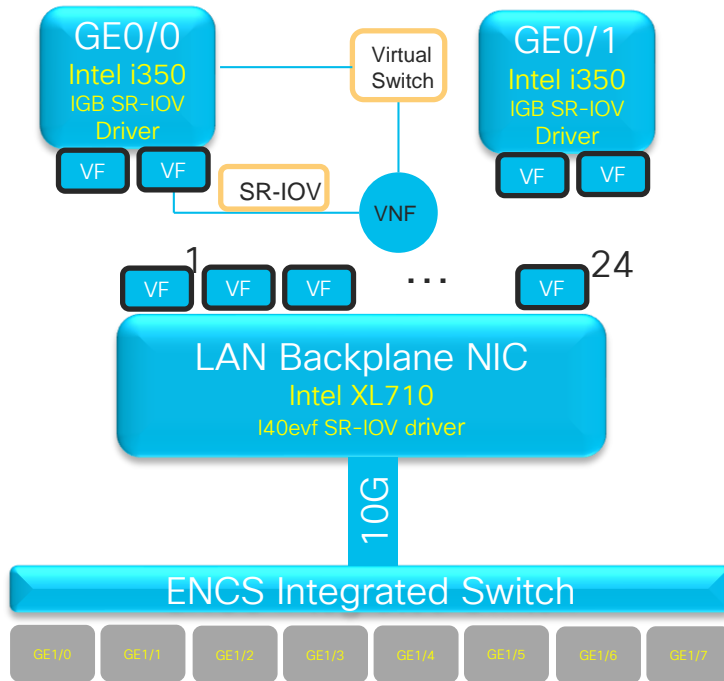 GE0/0
Intel i350
IGB SR-IOV
Driver
VF
VF
Virtual
Switch
GE0/1
Intel i350
IGB SR-IOV
Driver
VF
VF
SR-IOV
VNF
1
VF
VF
VF
...
VF
24
LAN Backplane NIC
Intel XL710
I40evf SR-IOV driver
10G
ENCS Integrated Switch
GE1/0
GE1/1
GE1/2
GE1/3
GE1/4
GE1/5
GE1/6
GE1/7